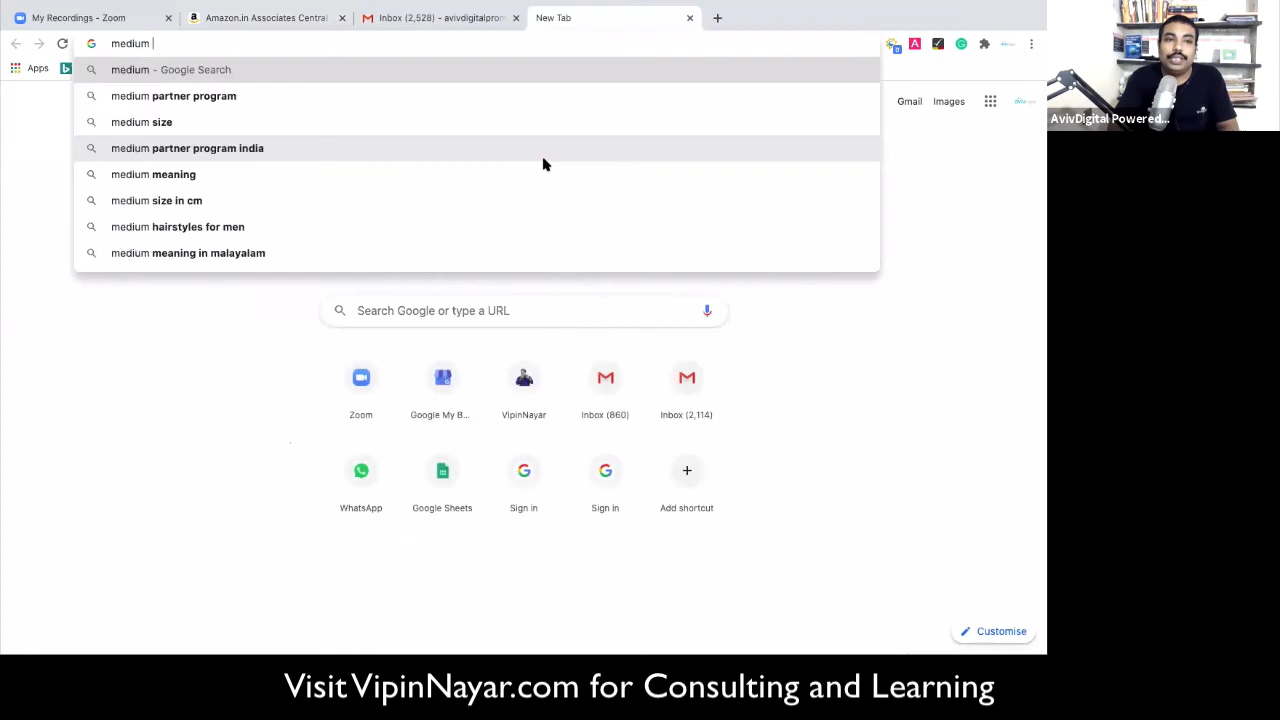 My Recordings - Zoom
Amazon.in Associates Central
Inbox (2,528) - avivdigitalprom
New Tab
medium
Apps
medium - Google Search
medium partner program
medium size
medium partner program india
medium meaning
medium size in cm
medium hairstyles for men
medium meaning in malayalam
Gmail
Images
AvivDigital Powered...
Search Google or type a URL
Zoom
Google My B...
VipinNayar
Inbox (860)
Inbox (2,114)
WhatsApp
Google Sheets
Sign in
Sign in
Add shortcut
Customise
Visit VipinNayar.com for Consulting and Learning